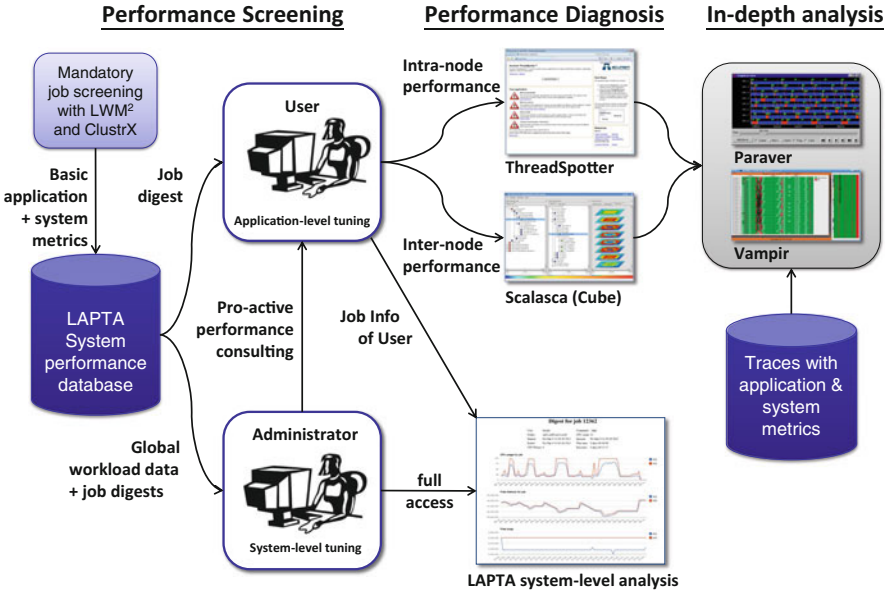 Performance Screening
Performance Diagnosis
In-depth analysis
Mandatory
job screening
with LWM²
and ClustrX
Basic
application
+ system
metrics
Job
digest
User
Application-level tuning
Intra-node
performance
ThreadSpotter
Inter-node
performance
Scalasca (Cube)
Paraver
Vampir
LAPTA
System
performance
database
Pro-active
performance
consulting
Job Info
of User
Traces with
application &
system
metrics
Global
workload data
+ job digests
Administrator
System-level tuning
full
access
Digest for job 12362
LAPTA system-level analysis